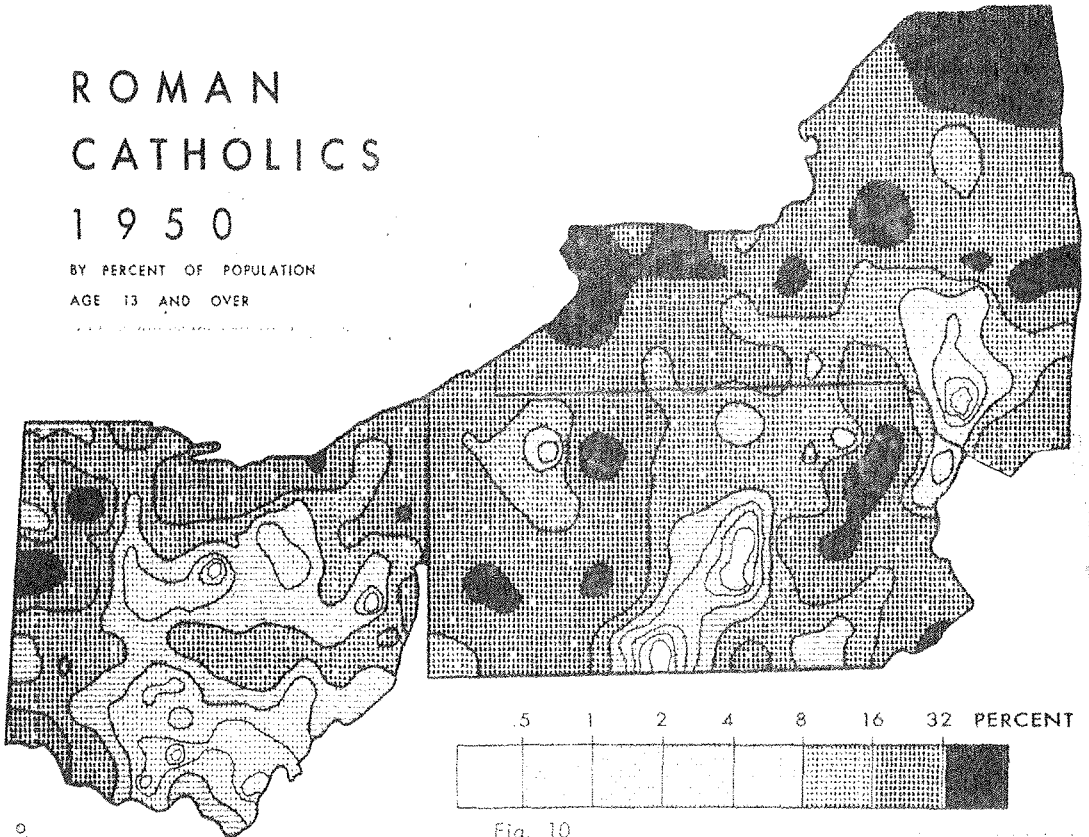 ROMAN
CATHOLICS
1950
BY PERCENT OF POPULATION
AGE 13 AND OVER
.5 1 2 4 8 16 32 PERCENT
Fig. 10